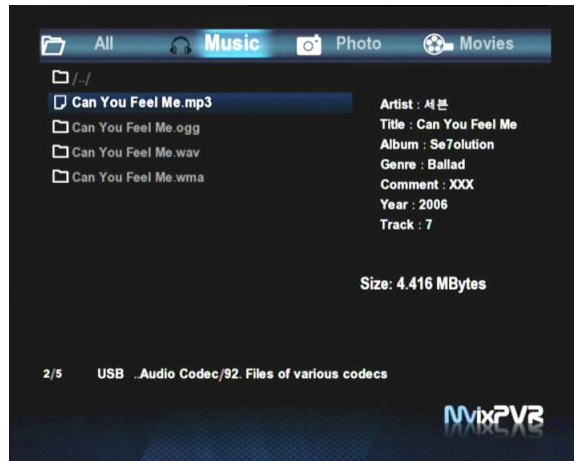 All Music Photo Movies
/../
Can You Feel Me.mp3
Can You Feel Me.ogg
Can You Feel Me.wav
Can You Feel Me.wma
Artist : 세븐
Title : Can You Feel Me
Album : Se7olution
Genre : Ballad
Comment : XXX
Year : 2006
Track : 7
Size: 4.416 MBytes
2/5 USB ..Audio Codec/92. Files of various codecs
MvixPVR